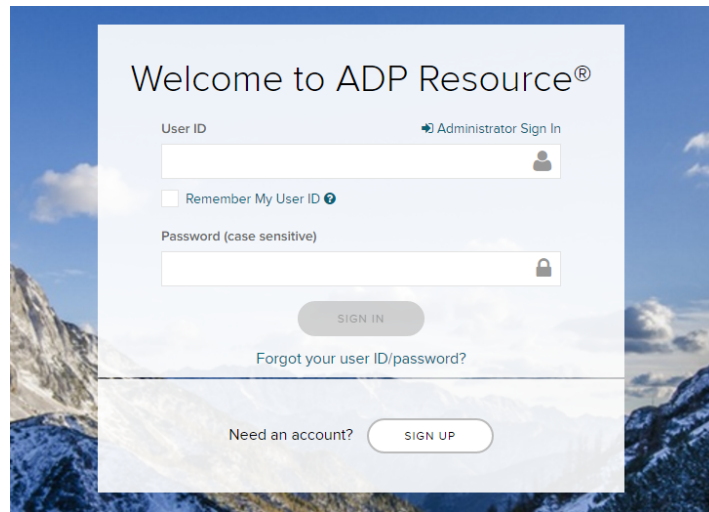 Welcome to ADP Resource®
User ID
Administrator Sign In
Remember My User ID
Password (case sensitive)
SIGN IN
Forgot your user ID/password?
Need an account?
SIGN UP